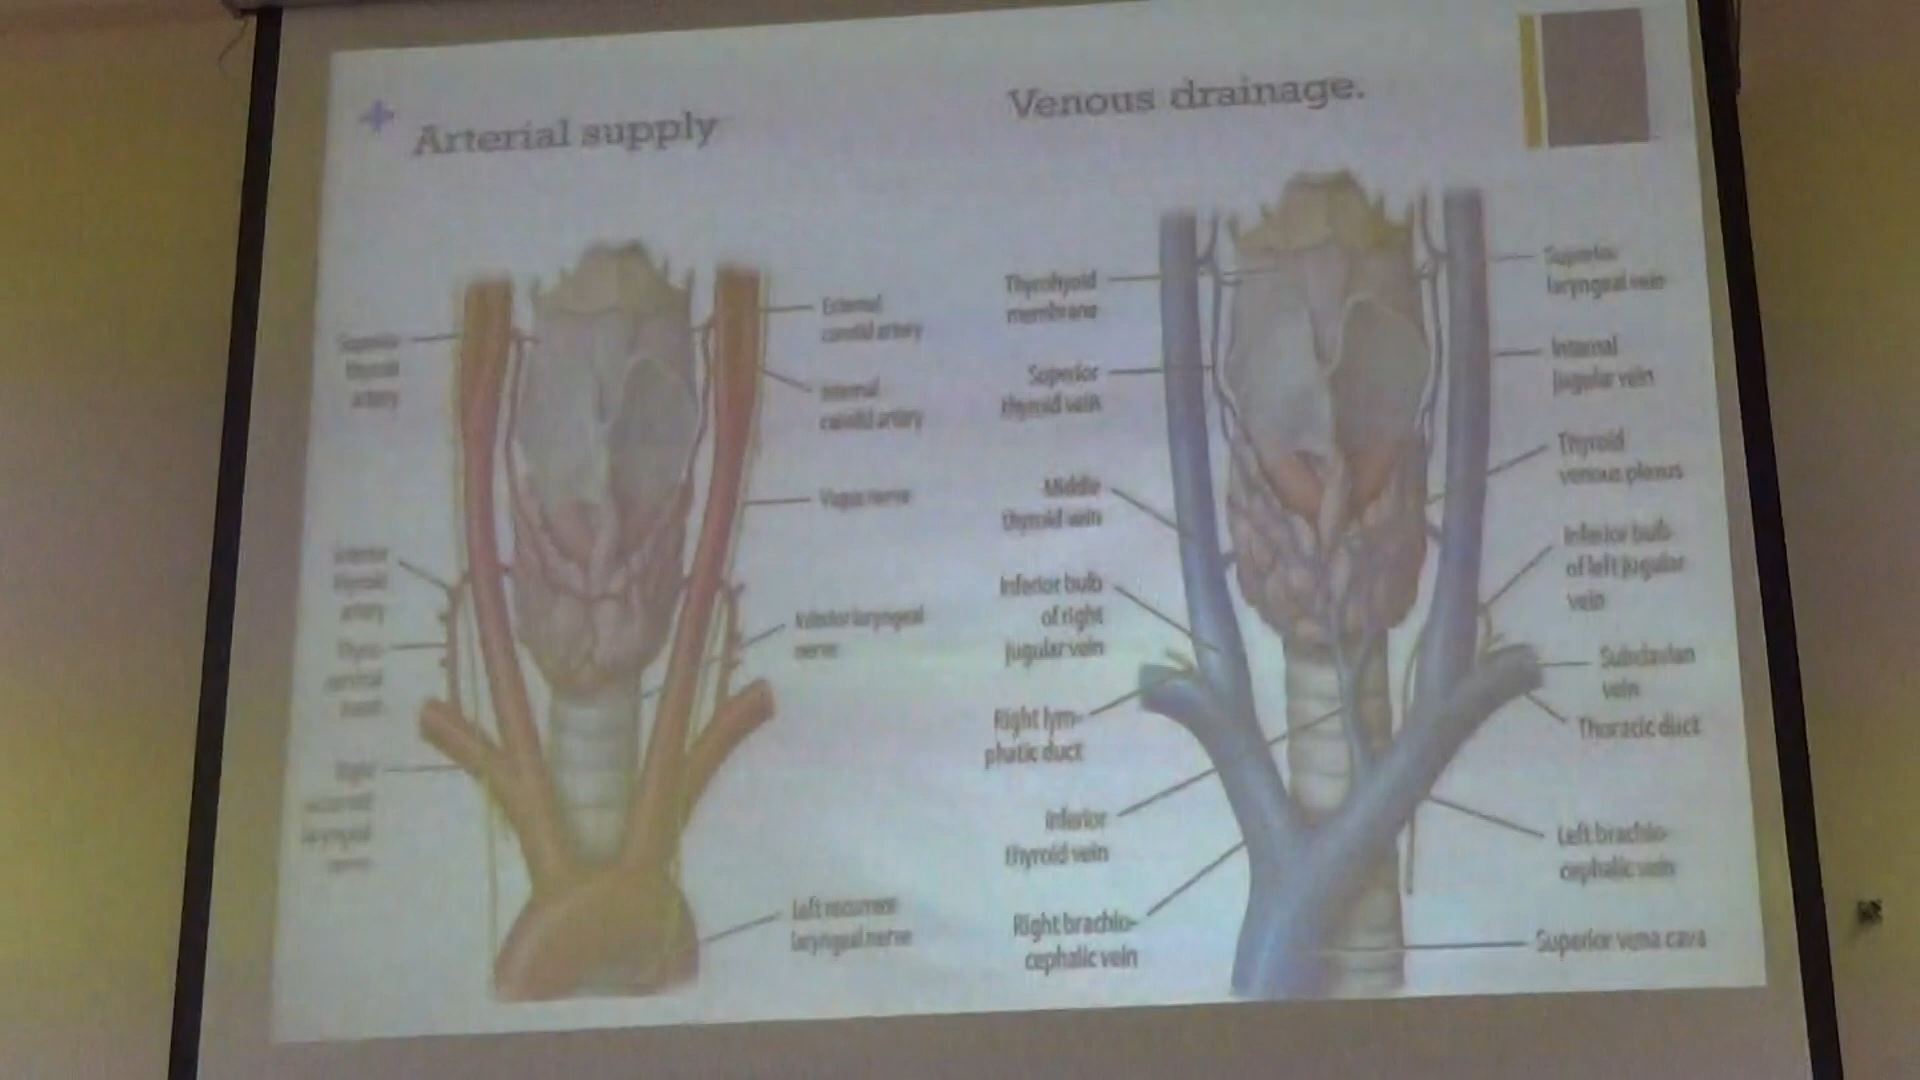 Arterial supply
Venous drainage.
Superior
thyroid
artery
Inferior
thyroid
artery
Thyro-
cervical
trunk
Right
laryngeal
External
carotid artery
Internal
carotid artery
Vagus nerve
Inferior laryngeal
nerve
Left recurrent
laryngeal nerve
Thyrohyoid
membrane
Superior
thyroid vein
Middle
thyroid vein
Inferior bulb
of right
jugular vein
Right lym-
phatic duct
Inferior
thyroid vein
Right brachio-
cephalic vein
Superior
laryngeal vein
Internal
jugular vein
Thyroid
venous plexus
Inferior bulb
of left jugular
vein
Subclavian
vein
Thoracic duct
Left brachio-
cephalic vein
Superior vena cava